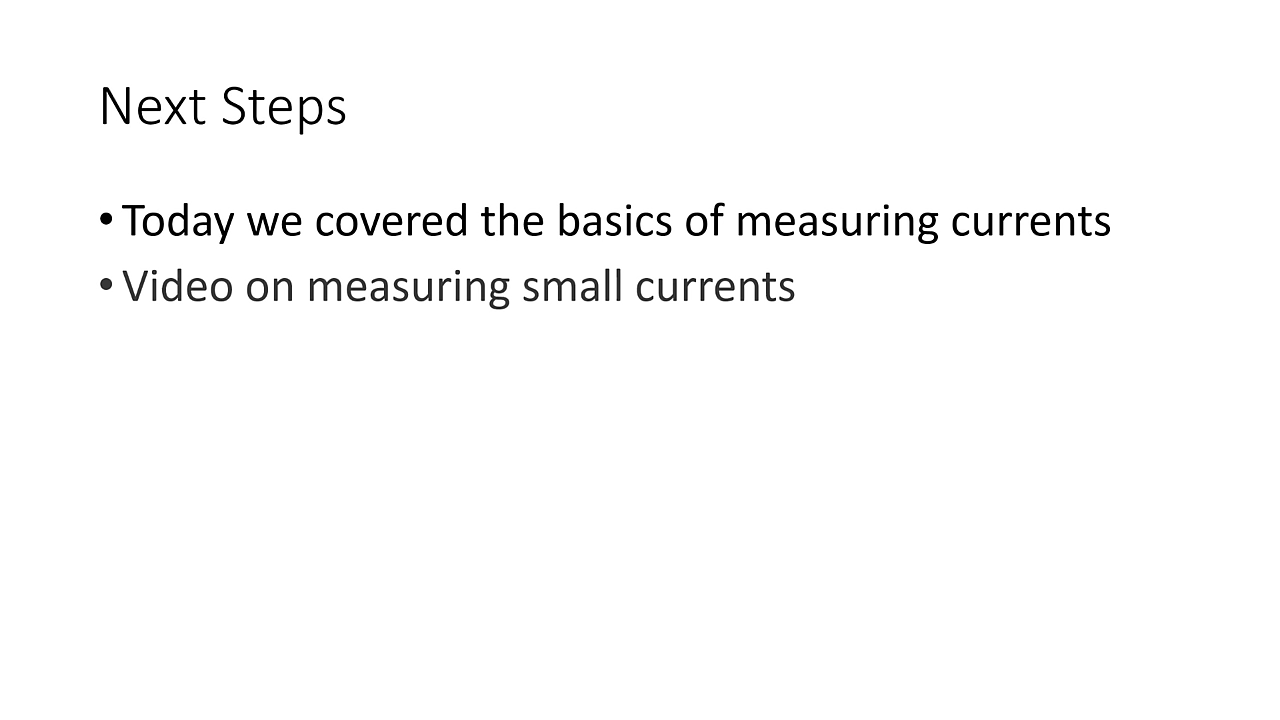 Next Steps
• Today we covered the basics of measuring currents
• Video on measuring small currents